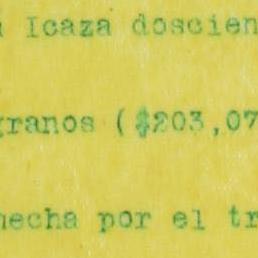 Icaza doscien
granos ($203,07
hecha por el tr